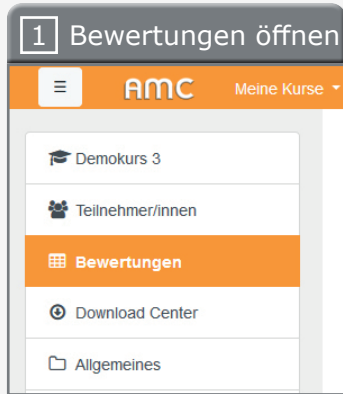 1 Bewertungen öffnen
AMC Meine Kurse
Demokurs 3
Teilnehmer/innen
Bewertungen
Download Center
Allgemeines